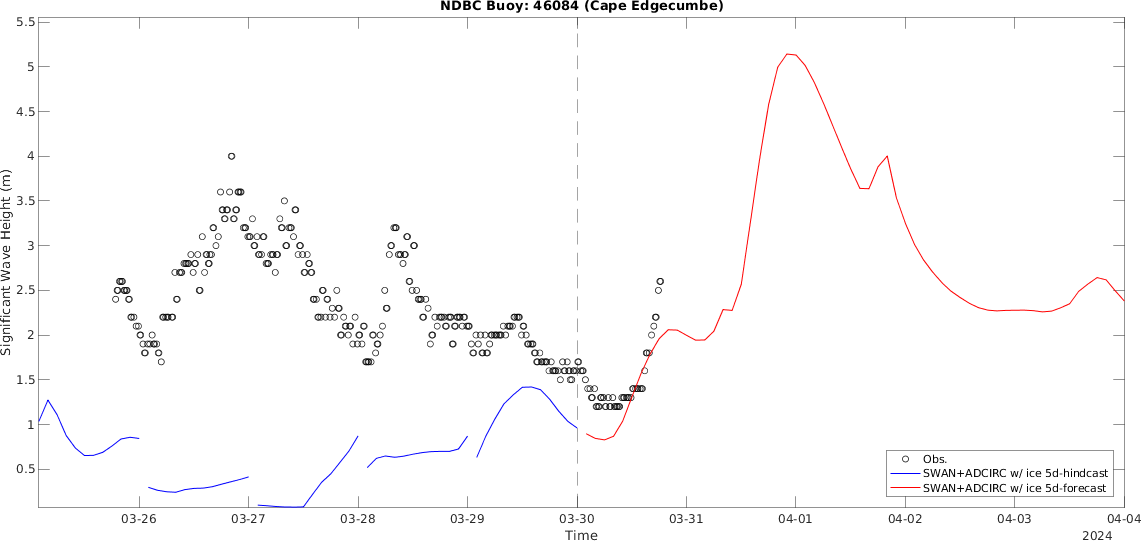 NDBC Buoy: 46084 (Cape Edgecumbe)
5.5
5
4.5
4
3.5
3
2.5
2
1.5
1
0.5
Significant Wave Height (m)
Obs.
SWAN+ADCIRC w/ ice 5d-hindcast
SWAN+ADCIRC w/ ice 5d-forecast
03-26 03-27 03-28 03-29 03-30 03-31 04-01 04-02 04-03 04-04
Time
2024